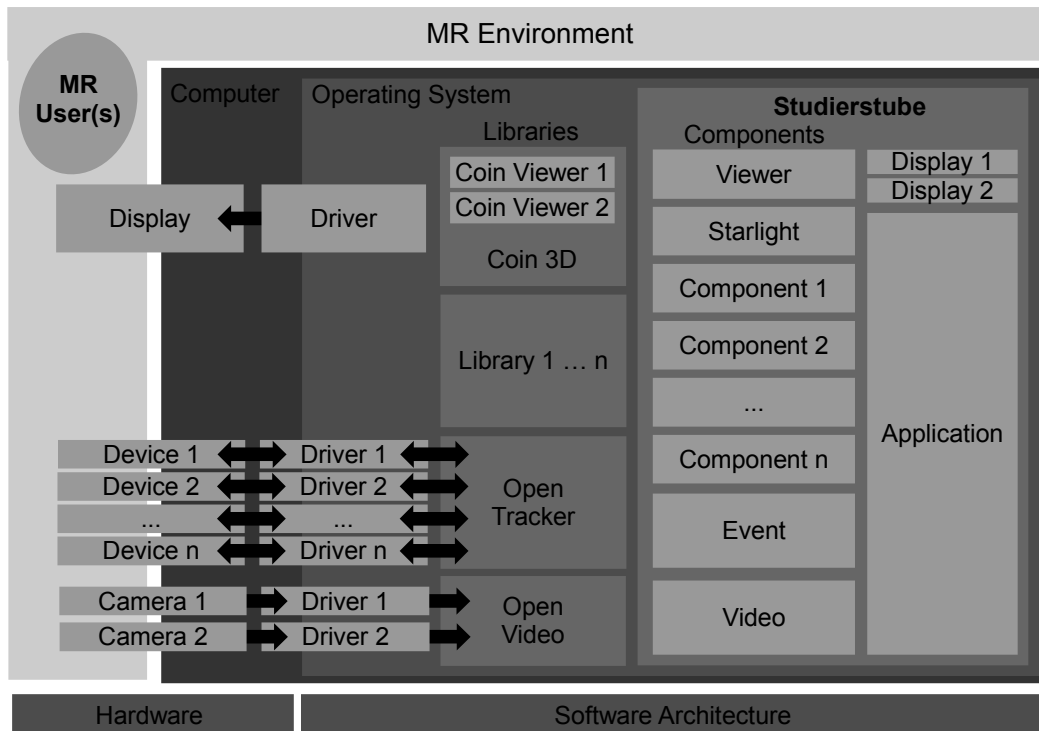 MR Environment
MR
User(s)
Computer
Operating System
Libraries
Coin Viewer 1
Coin Viewer 2
Coin 3D
Library 1 … n
Open
Tracker
Open
Video
Studierstube
Components
Viewer
Starlight
Component 1
Component 2
...
Component n
Event
Video
Display 1
Display 2
Application
Display
Driver
Device 1
Driver 1
Device 2
Driver 2
...
...
Device n
Driver n
Camera 1
Driver 1
Camera 2
Driver 2
Hardware
Software Architecture